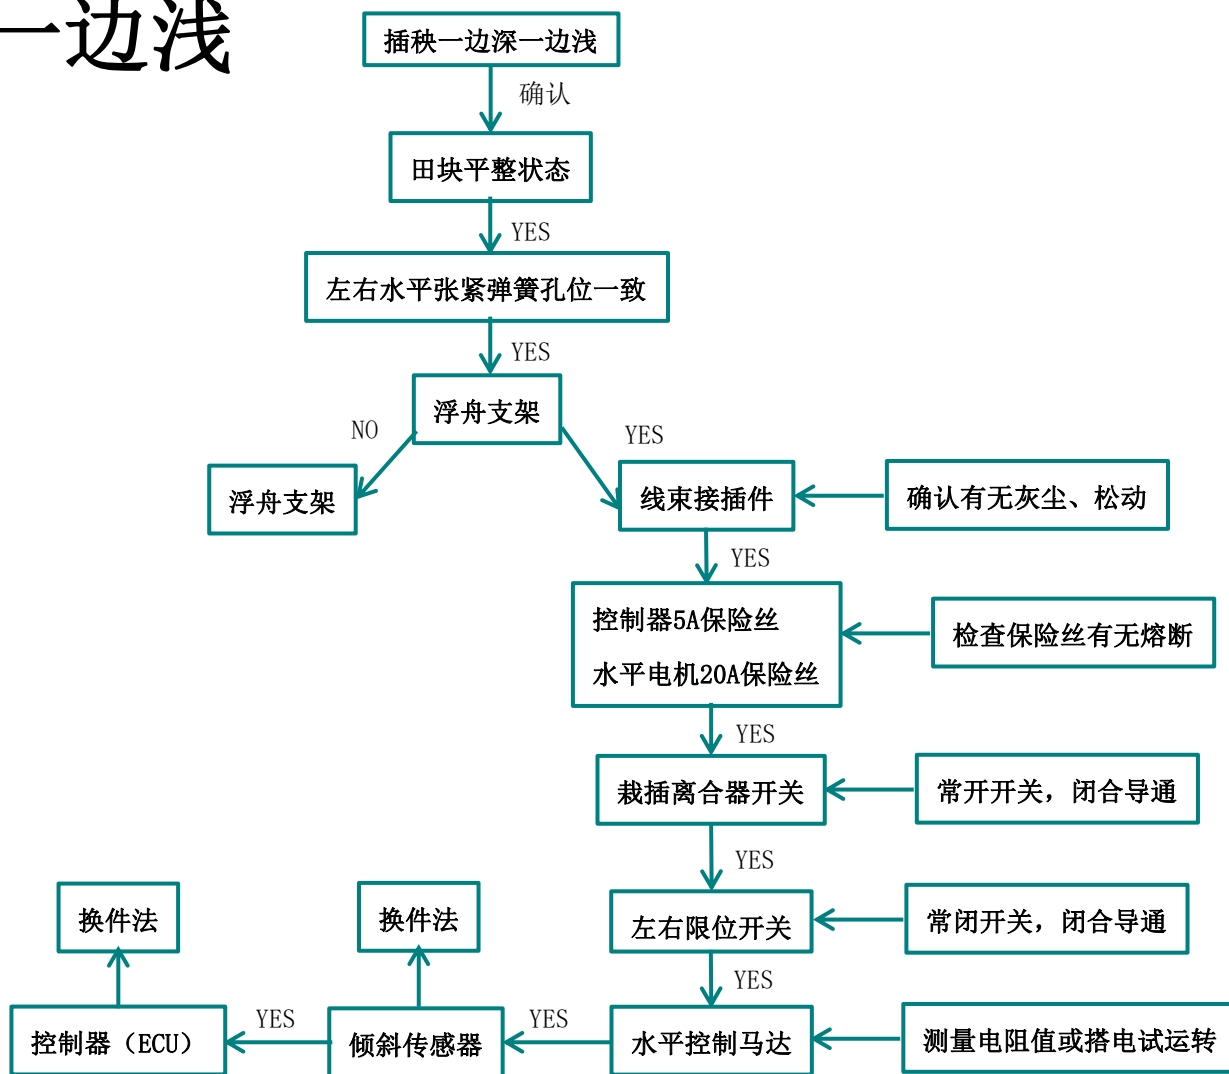 一边浅
插秧一边深一边浅
确认
田块平整状态
YES
左右水平张紧弹簧孔位一致
YES
浮舟支架
NO
YES
浮舟支架
线束接插件
确认有无灰尘、松动
YES
控制器5A保险丝
水平电机20A保险丝
检查保险丝有无熔断
YES
栽插离合器开关
常开开关，闭合导通
YES
换件法
换件法
左右限位开关
常闭开关，闭合导通
YES
控制器（ECU）
YES
倾斜传感器
YES
水平控制马达
测量电阻值或搭电试运转